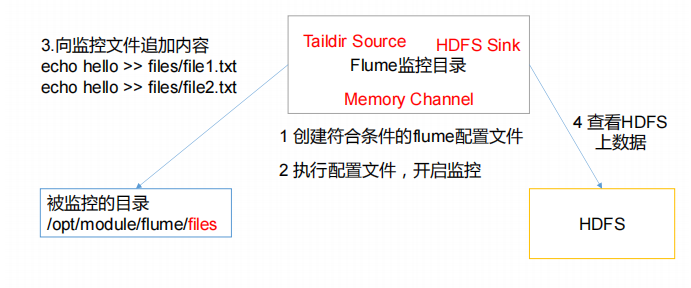 3.向监控文件追加内容
echo hello >> files/file1.txt
echo hello >> files/file2.txt
Taildir Source
HDFS Sink
Flume监控目录
Memory Channel
1 创建符合条件的flume配置文件
2 执行配置文件，开启监控
4 查看HDFS
上数据
被监控的目录
/opt/module/flume/files
HDFS